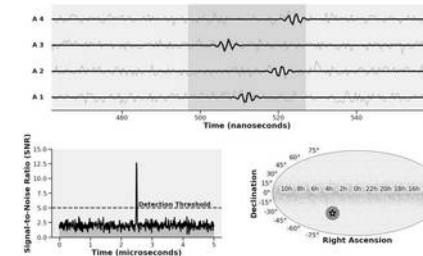 A 4
A 3
A 2
A 1
480 500 520 540
Time (nanoseconds)
Signal-to-Noise Ratio (SNR)
15.0
12.5
10.0
7.5
5.0
2.5
0.0
Detection Threshold
0 1 2 3 4 5
Time (microseconds)
Declination
75°
60°
45°
30°
15°
0°
-15°
-30°
-45°
-60°
-75°
10h 8h 6h 4h 2h 0h 22h 20h 18h 16h
Right Ascension